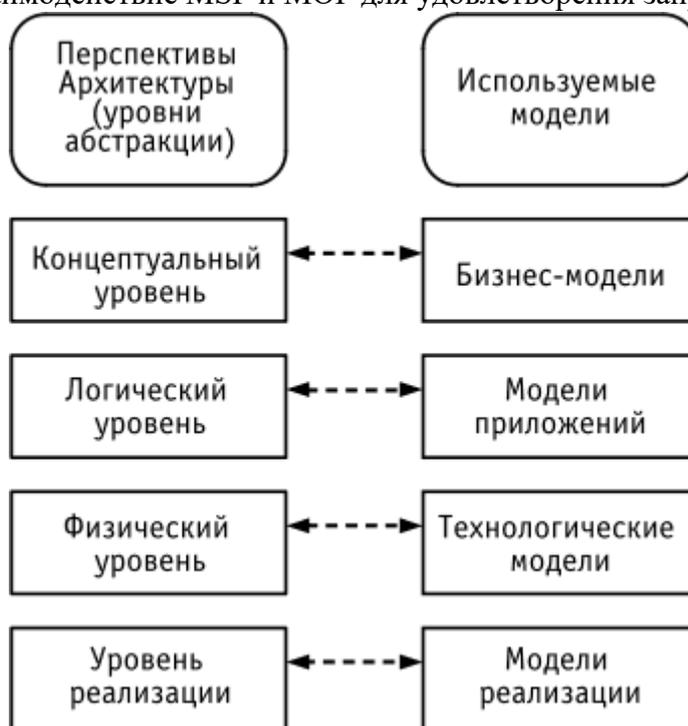 Перспективы
Архитектуры
(уровни
абстракции)
Используемые
модели
Концептуальный
уровень
Бизнес-модели
Логический
уровень
Модели
приложений
Физический
уровень
Технологические
модели
Уровень
реализации
Модели
реализации